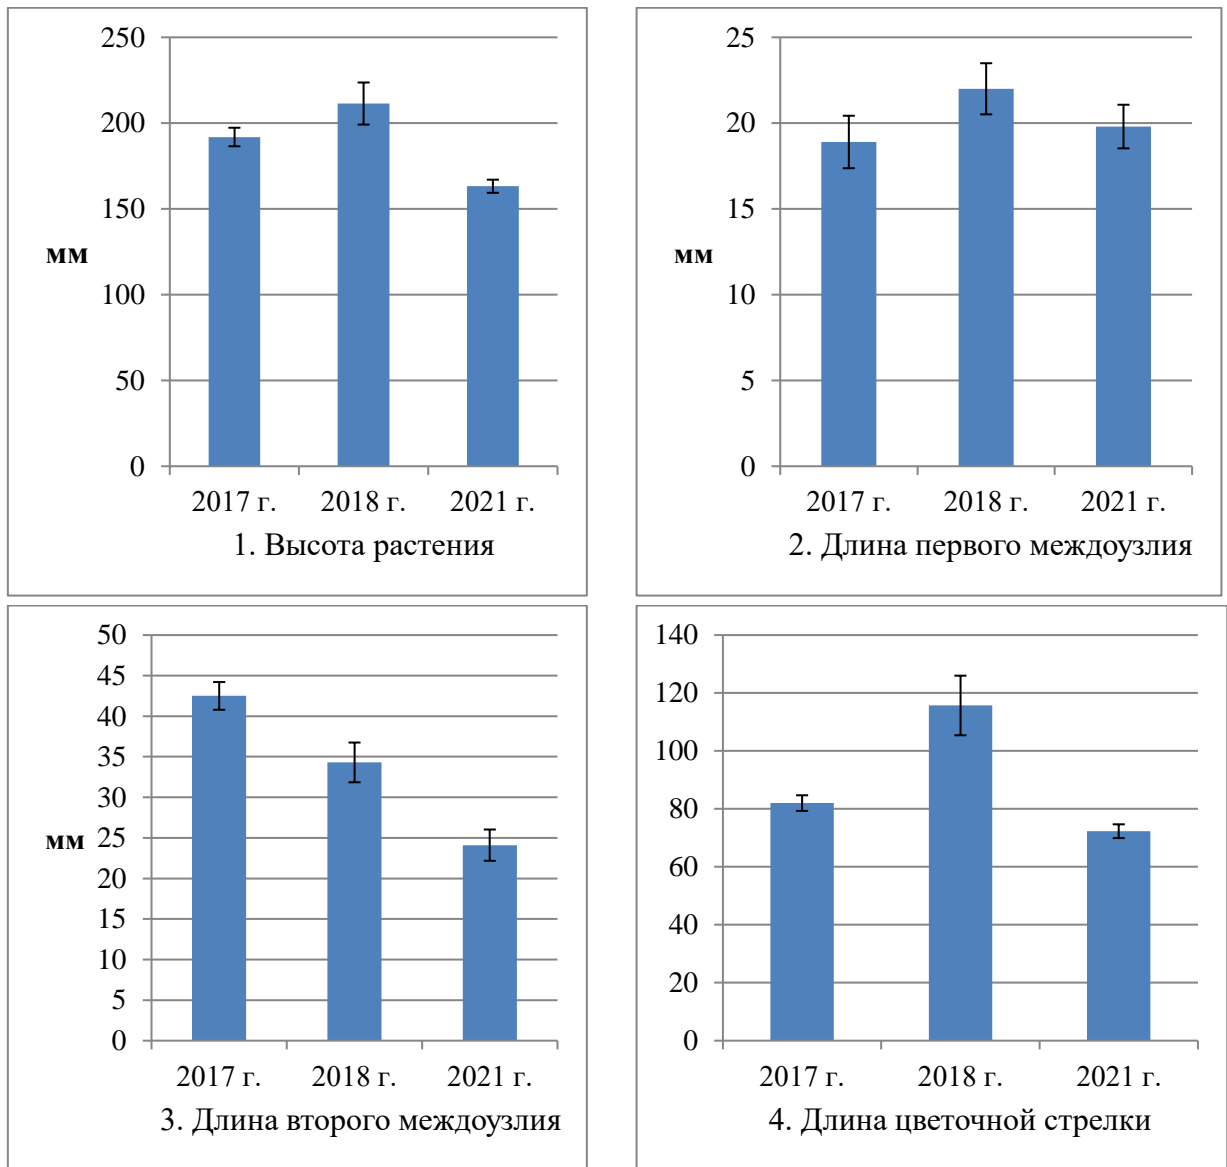 250
200
150
мм
100
50
0
2017 г. 2018 г. 2021 г.
1. Высота растения
25
20
15
мм
10
5
0
2017 г. 2018 г. 2021 г.
2. Длина первого междоузлия
50
45
40
35
30
мм
25
20
15
10
5
0
2017 г. 2018 г. 2021 г.
3. Длина второго междоузлия
140
120
100
80
60
40
20
0
2017 г. 2018 г. 2021 г.
4. Длина цветочной стрелки